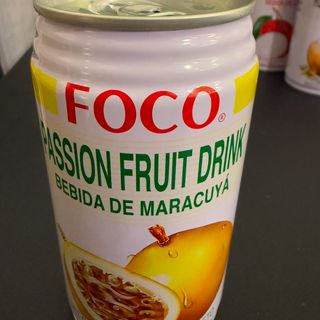 FOCO®
PASSION FRUIT DRINK
BEBIDA DE MARACUYÁ